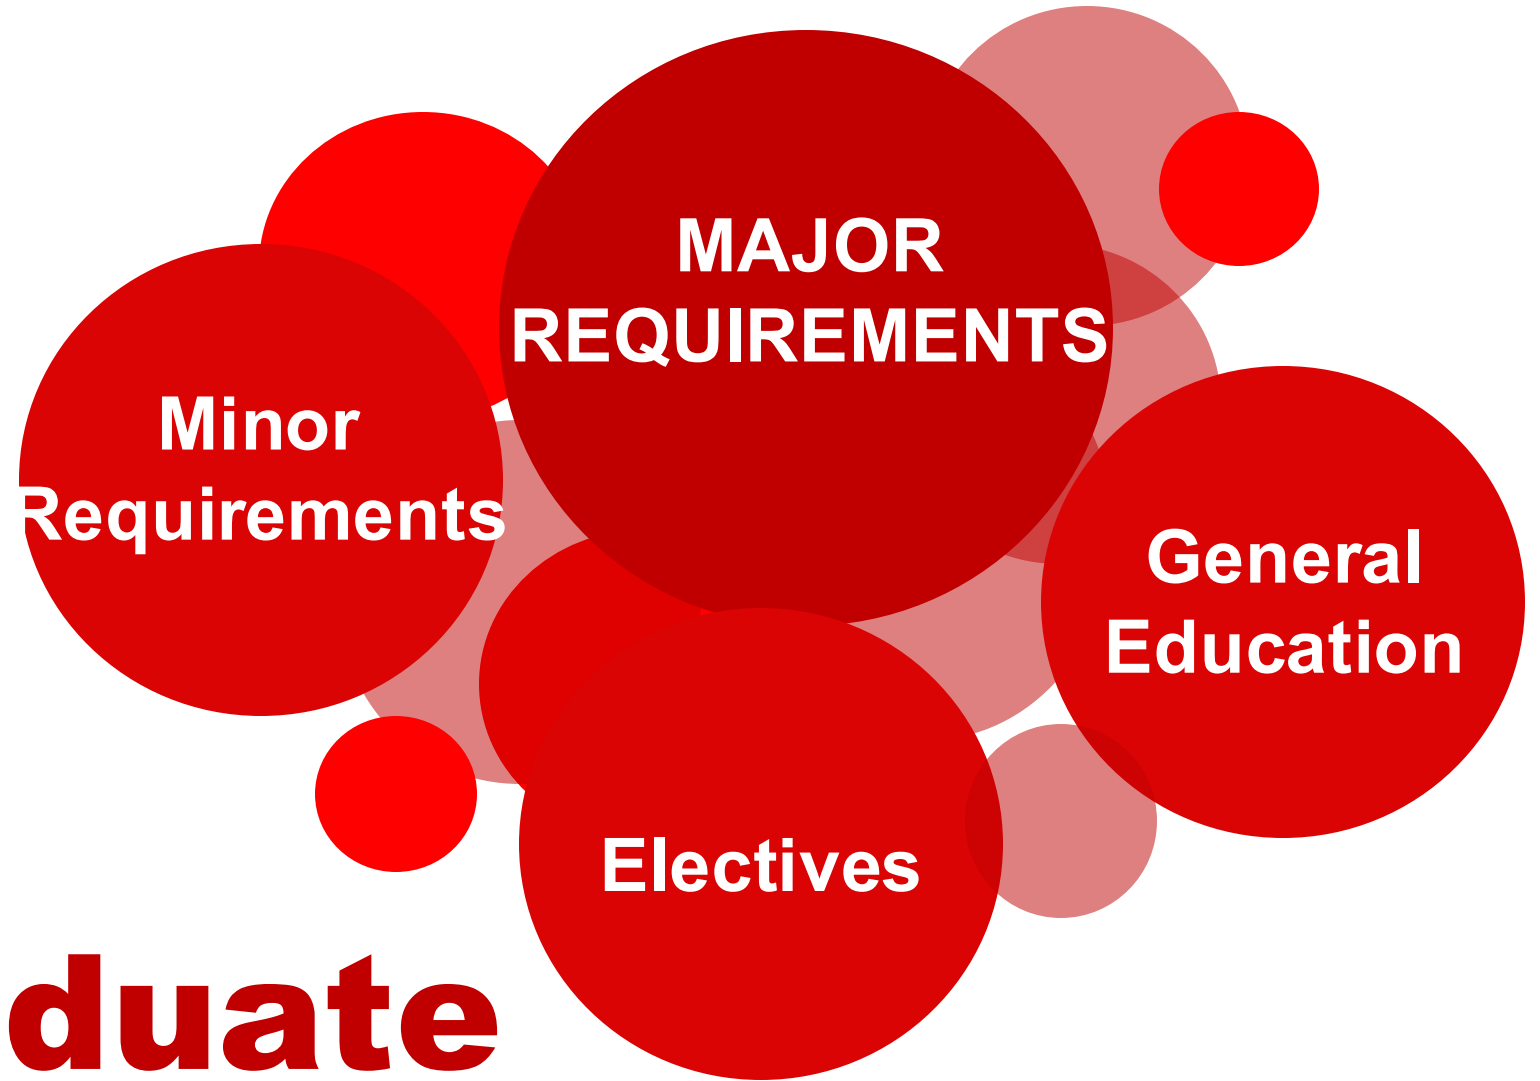 MAJOR
REQUIREMENTS
Minor
Requirements
General
Education
Electives
duate